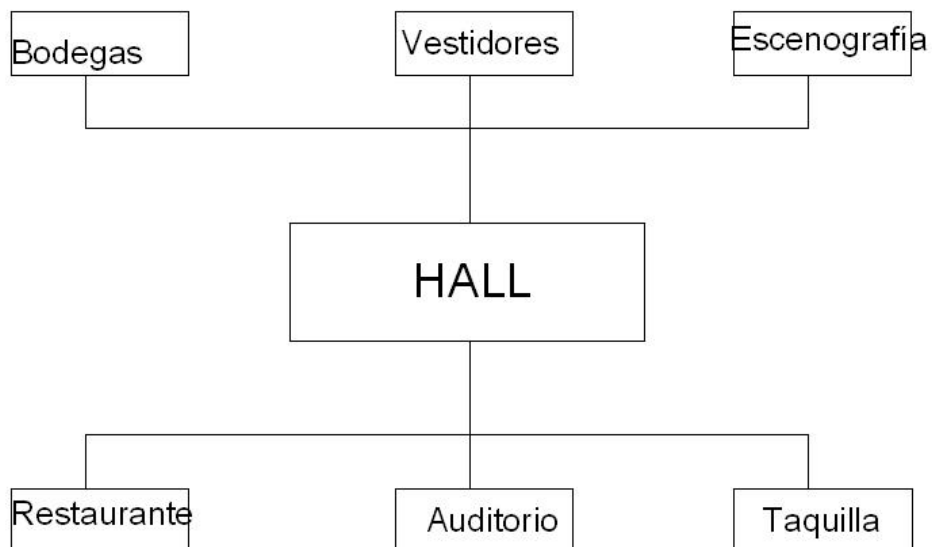 Bodegas
Vestidores
Escenografía
HALL
Restaurante
Auditorio
Taquilla